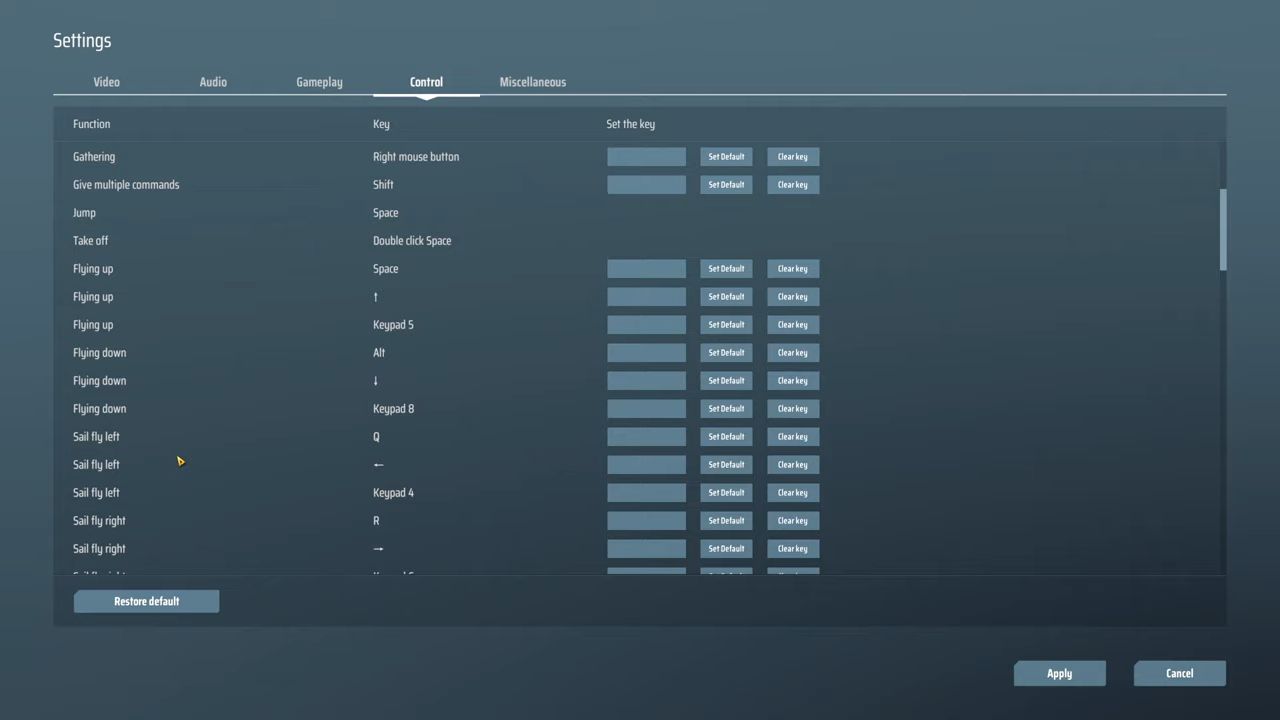 Settings
Video Audio Gameplay Control Miscellaneous
Function Key Set the key
Gathering Right mouse button Set Default Clear key
Give multiple commands Shift Set Default Clear key
Jump Space
Take off Double click Space
Flying up Space Set Default Clear key
Flying up ↑ Set Default Clear key
Flying up Keypad 5 Set Default Clear key
Flying down Alt Set Default Clear key
Flying down ↓ Set Default Clear key
Flying down Keypad 8 Set Default Clear key
Sail fly left Q Set Default Clear key
Sail fly left ← Set Default Clear key
Sail fly left Keypad 4 Set Default Clear key
Sail fly right R Set Default Clear key
Sail fly right → Set Default Clear key
Restore default
Apply Cancel